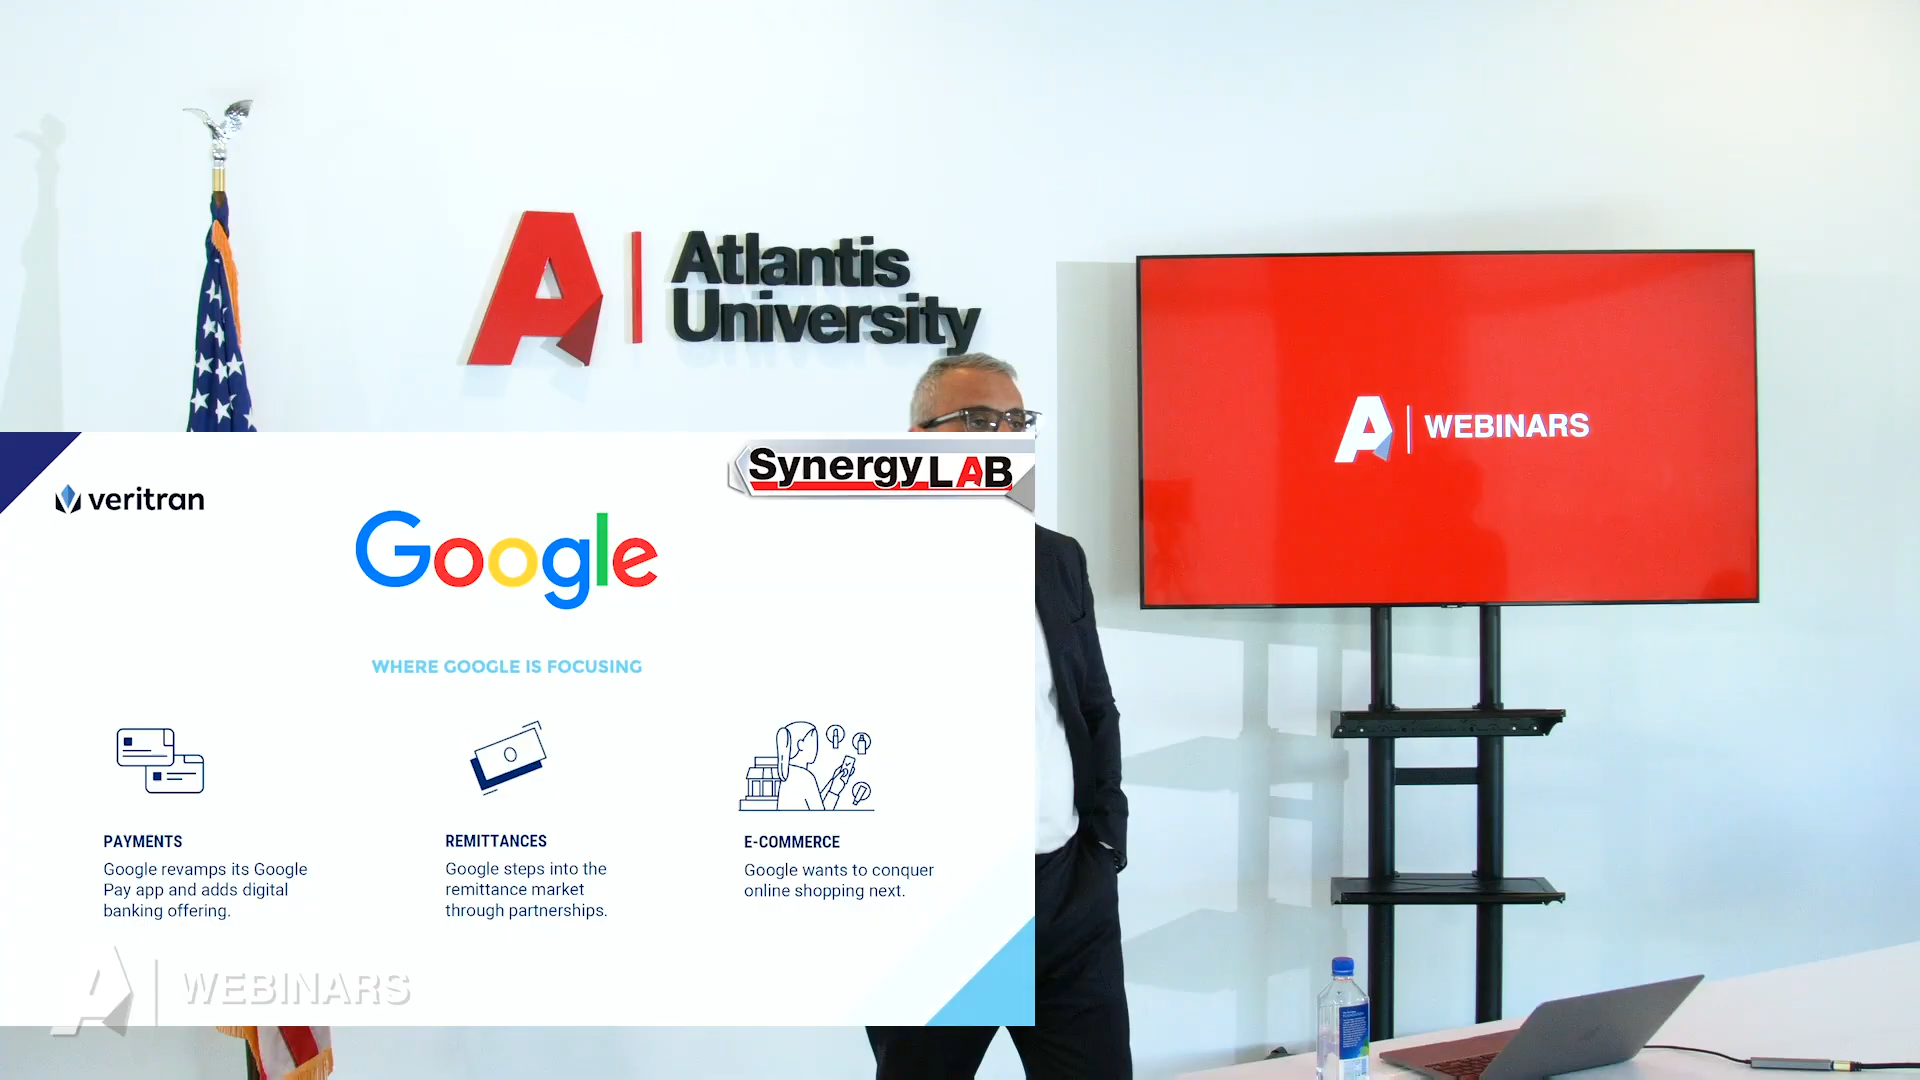 Atlantis
University
WEBINARS
veritran
SynergyLAB
Google
WHERE GOOGLE IS FOCUSING
PAYMENTS
Google revamps its Google
Pay app and adds digital
banking offering.
REMITTANCES
Google steps into the
remittance market
through partnerships.
E-COMMERCE
Google wants to conquer
online shopping next.
WEBINARS